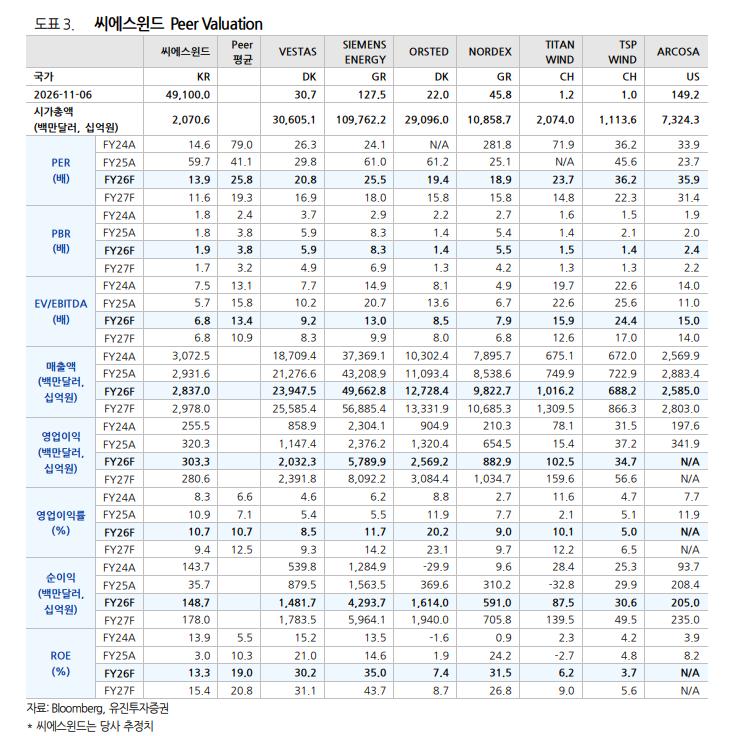 도표 3. 씨에스윈드 Peer Valuation
씨에스윈드 Peer 평균 VESTAS SIEMENS ENERGY ORSTED NORDEX TITAN WIND TSP WIND ARCOSA
국가 KR DK GR DK GR CH CH US
2026-11-06 49,100.0 30.7 127.5 22.0 45.8 1.2 1.0 149.2
시가총액 (백만달러, 십억원) 2,070.6 30,605.1 109,762.2 29,096.0 10,858.7 2,074.0 1,113.6 7,324.3
PER (배)
FY24A 14.6 79.0 26.3 24.1 N/A 281.8 71.9 36.2 33.9
FY25A 59.7 41.1 29.8 61.0 61.2 25.1 N/A 45.6 23.7
FY26F 13.9 25.8 20.8 25.5 19.4 18.9 23.7 36.2 35.9
FY27F 11.6 19.3 16.9 18.0 15.8 15.8 14.8 22.3 31.4
PBR (배)
FY24A 1.8 2.4 3.7 2.9 2.2 2.7 1.6 1.5 1.9
FY25A 1.8 3.8 5.9 8.3 1.4 5.4 1.4 2.1 2.0
FY26F 1.9 3.8 5.9 8.3 1.4 5.5 1.5 1.4 2.4
FY27F 1.7 3.2 4.9 6.9 1.3 4.2 1.3 1.3 2.2
EV/EBITDA (배)
FY24A 7.5 13.1 7.7 14.9 8.1 4.9 19.7 22.6 14.0
FY25A 5.7 15.8 10.2 20.7 13.6 6.7 22.6 25.6 11.0
FY26F 6.8 13.4 9.2 13.0 8.5 7.9 15.9 24.4 15.0
FY27F 6.8 10.9 8.3 9.9 8.0 6.8 12.6 17.0 14.0
매출액 (백만달러, 십억원)
FY24A 3,072.5 18,709.4 37,369.1 10,302.4 7,895.7 675.1 672.0 2,569.9
FY25A 2,931.6 21,276.6 43,208.9 11,093.4 8,538.6 749.9 722.9 2,883.4
FY26F 2,837.0 23,947.5 49,662.8 12,728.4 9,822.7 1,016.2 688.2 2,585.0
FY27F 2,978.0 25,585.4 56,885.4 13,331.9 10,685.3 1,309.5 866.3 2,803.0
영업이익 (백만달러, 십억원)
FY24A 255.5 858.9 2,304.1 904.9 210.3 78.1 31.5 197.6
FY25A 320.3 1,147.4 2,376.2 1,320.4 654.5 15.4 37.2 341.9
FY26F 303.3 2,032.3 5,789.9 2,569.2 882.9 102.5 34.7 N/A
FY27F 280.6 2,391.8 8,092.2 3,084.4 1,034.7 159.6 56.6 N/A
영업이익률 (%)
FY24A 8.3 6.6 4.6 6.2 8.8 2.7 11.6 4.7 7.7
FY25A 10.9 7.1 5.4 5.5 11.9 7.7 2.1 5.1 11.9
FY26F 10.7 10.7 8.5 11.7 20.2 9.0 10.1 5.0 N/A
FY27F 9.4 12.5 9.3 14.2 23.1 9.7 12.2 6.5 N/A
순이익 (백만달러, 십억원)
FY24A 143.7 539.8 1,284.9 -29.9 9.6 28.4 25.3 93.7
FY25A 35.7 879.5 1,563.5 369.6 310.2 -32.8 29.9 208.4
FY26F 148.7 1,481.7 4,293.7 1,614.0 591.0 87.5 30.6 205.0
FY27F 178.0 1,783.5 5,964.1 1,940.0 705.8 139.5 49.5 235.0
ROE (%)
FY24A 13.9 5.5 15.2 13.5 -1.6 0.9 2.3 4.2 3.9
FY25A 3.0 10.3 21.0 14.6 1.9 24.2 -2.7 4.8 8.2
FY26F 13.3 19.0 30.2 35.0 7.4 31.5 6.2 3.7 N/A
FY27F 15.4 20.8 31.1 43.7 8.7 26.8 9.0 5.6 N/A
자료: Bloomberg, 유진투자증권
* 씨에스윈드는 당사 추정치